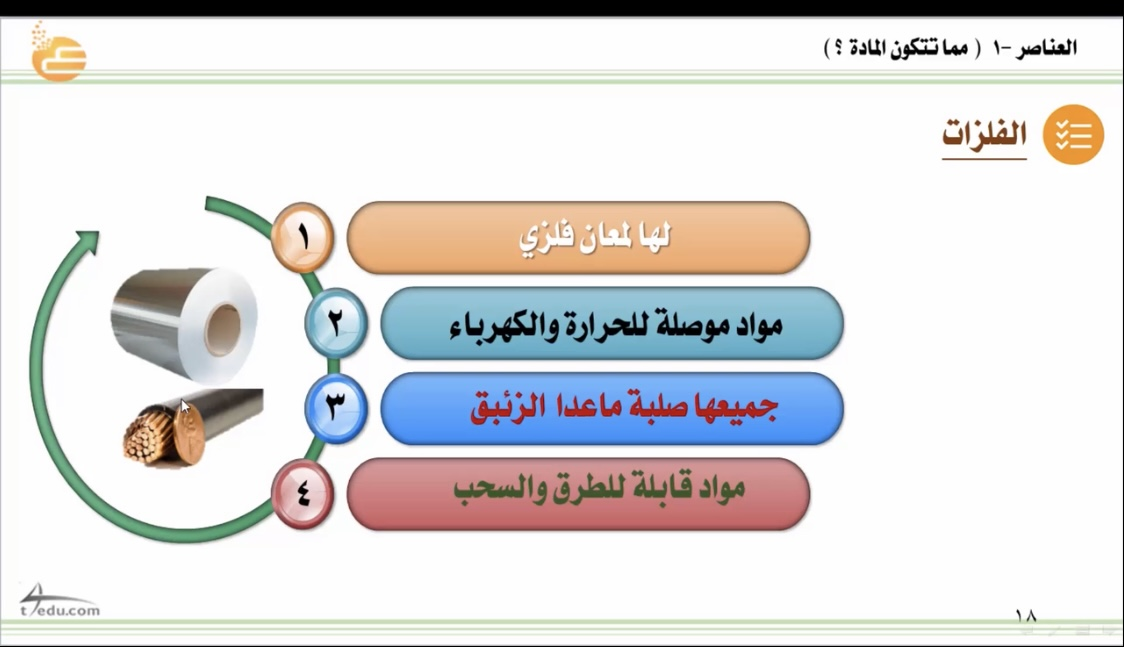 العناصر -١ ( مما تتكون المادة ؟ )
الفلزات
١ لها لمعان فلزي
٢ مواد موصلة للحرارة والكهرباء
٣ جميعها صلبة ماعدا الزئبق
٤ مواد قابلة للطرق والسحب
t4edu.com
١٨